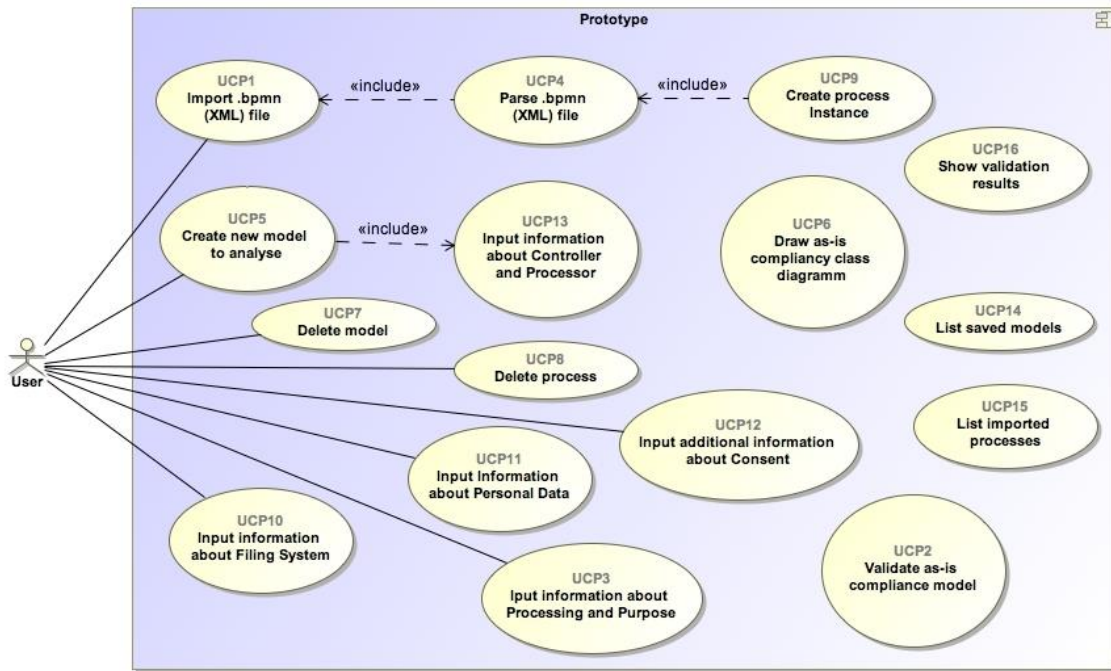 Prototype
UCP1
Import .bpmn
(XML) file
«include»
UCP4
Parse .bpmn
(XML) file
«include»
UCP9
Create process
Instance
UCP16
Show validation
results
UCP5
Create new model
to analyse
«include»
UCP13
Input information
about Controller
and Processor
UCP6
Draw as-is
compliancy class
diagramm
UCP7
Delete model
UCP14
List saved models
User
UCP8
Delete process
UCP12
Input additional information
about Consent
UCP15
List imported
processes
UCP11
Input Information
about Personal Data
UCP10
Input information
about Filing System
UCP3
Iput information about
Processing and Purpose
UCP2
Validate as-is
compliance model